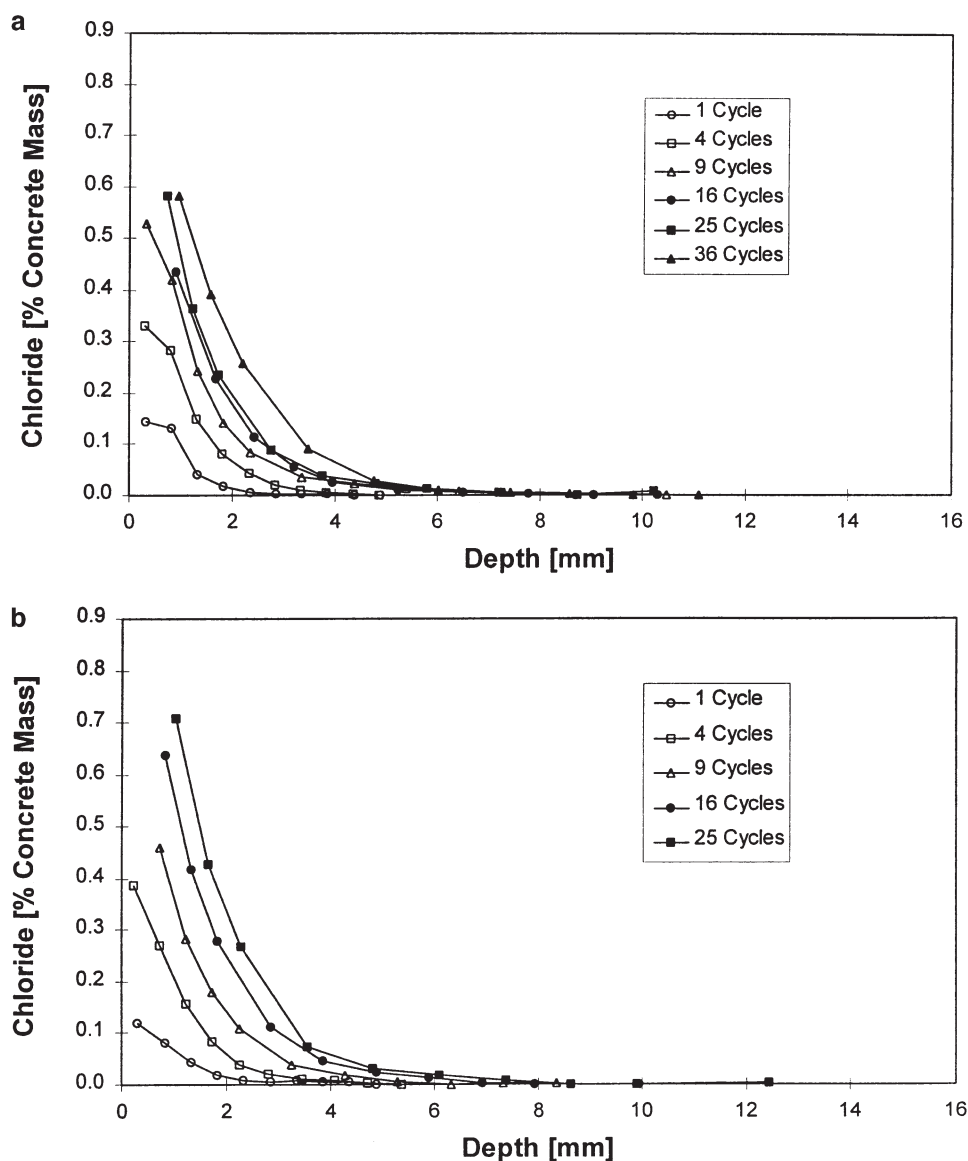 a
0.9
0.8
0.7
0.6
0.5
0.4
0.3
0.2
0.1
0.0
Chloride [% Concrete Mass]
1 Cycle
4 Cycles
9 Cycles
16 Cycles
25 Cycles
36 Cycles
0 2 4 6 8 10 12 14 16
Depth [mm]
b
0.9
0.8
0.7
0.6
0.5
0.4
0.3
0.2
0.1
0.0
Chloride [% Concrete Mass]
1 Cycle
4 Cycles
9 Cycles
16 Cycles
25 Cycles
0 2 4 6 8 10 12 14 16
Depth [mm]